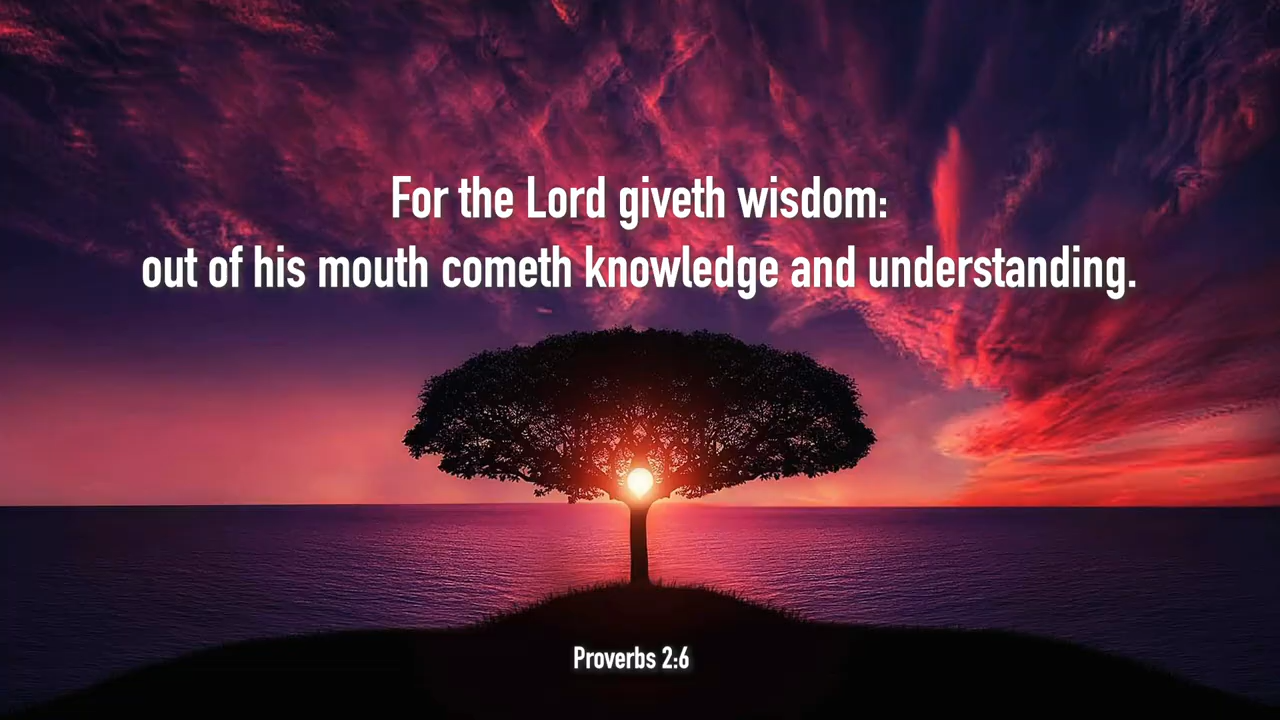 For the Lord giveth wisdom:
out of his mouth cometh knowledge and understanding.
Proverbs 2:6